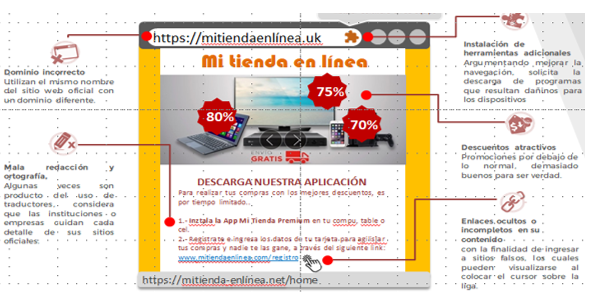 https://mitiendaenlínea.uk
Mi tienda en línea
80%
75%
70%
ENVÍO
GRATIS
DESCARGA NUESTRA APLICACIÓN
Para realizar tus compras con los mejores descuentos, es
por tiempo limitado..
1.- Inztala la App Mi Tienda Premium en tu compu, table o
cel.
2.- Registrate e ingresa los datos de tu tarjeta para agilisar
tus compras y nadie te las gane, a través del siguiente link:
www.mitiendaenlinea.com/registro
https://mitienda-enlínea.net/home
Dominio incorrecto
Utilizan el mismo nombre
del sitio web oficial con
un dominio diferente.
Mala redacción y
ortografía,
Algunas veces son
producto del uso de
traductores, considera
que las instituciones o
empresas cuidan cada
detalle de sus sitios
oficiales:
Instalación de
herramientas adicionales
Argumentando mejorar la
navegación, solicita la
descarga de programas
que resultan dañinos para
los dispositivos
Descuentos atractivos
Promociones por debajo de
lo normal, demasiado
buenos para ser verdad.
Enlaces ocultos o
incompletos en su
contenido
con la finalidad de ingresar
a sitios falsos, los cuales
pueden visualizarse al
colocar el cursor sobre la
liga.